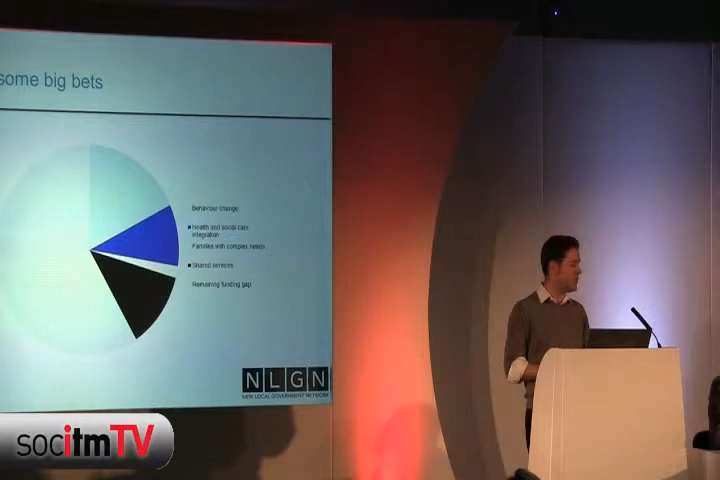 some big bets
Behaviour change
Health and social care
integration
Families with complex needs
Shared services
Remaining funding gap
NLGN
NEW LOCAL GOVERNMENT NETWORK
socitmTV